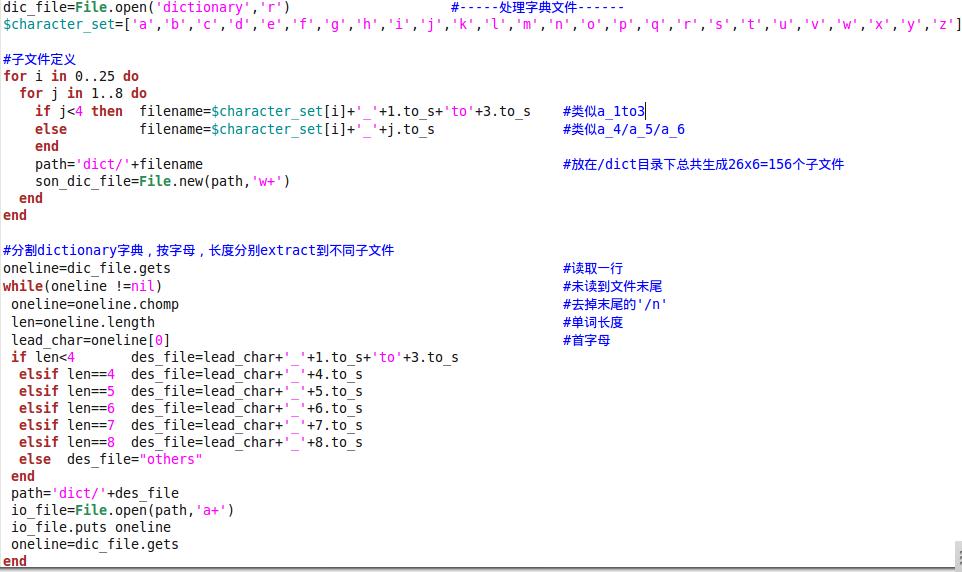 dic_file=File.open('dictionary','r') #-----处理字典文件------
$character_set=['a','b','c','d','e','f','g','h','i','j','k','l','m','n','o','p','q','r','s','t','u','v','w','x','y','z']
#子文件定义
for i in 0..25 do
for j in 1..8 do
if j<4 then filename=$character_set[i]+'_'+1.to_s+'to'+3.to_s #类似a_1to3
else filename=$character_set[i]+'_'+j.to_s #类似a_4/a_5/a_6
end
path='dict/'+filename #放在/dict目录下总共生成26x6=156个子文件
son_dic_file=File.new(path,'w+')
end
end
#分割dictionary字典，按字母，长度分别extract到不同子文件
oneline=dic_file.gets #读取一行
while(oneline !=nil) #未读到文件末尾
oneline=oneline.chomp #去掉末尾的'/n'
len=oneline.length #单词长度
lead_char=oneline[0] #首字母
if len<4 des_file=lead_char+'_'+1.to_s+'to'+3.to_s
elsif len==4 des_file=lead_char+'_'+4.to_s
elsif len==5 des_file=lead_char+'_'+5.to_s
elsif len==6 des_file=lead_char+'_'+6.to_s
elsif len==7 des_file=lead_char+'_'+7.to_s
elsif len==8 des_file=lead_char+'_'+8.to_s
else des_file="others"
end
path='dict/'+des_file
io_file=File.open(path,'a+')
io_file.puts oneline
oneline=dic_file.gets
end